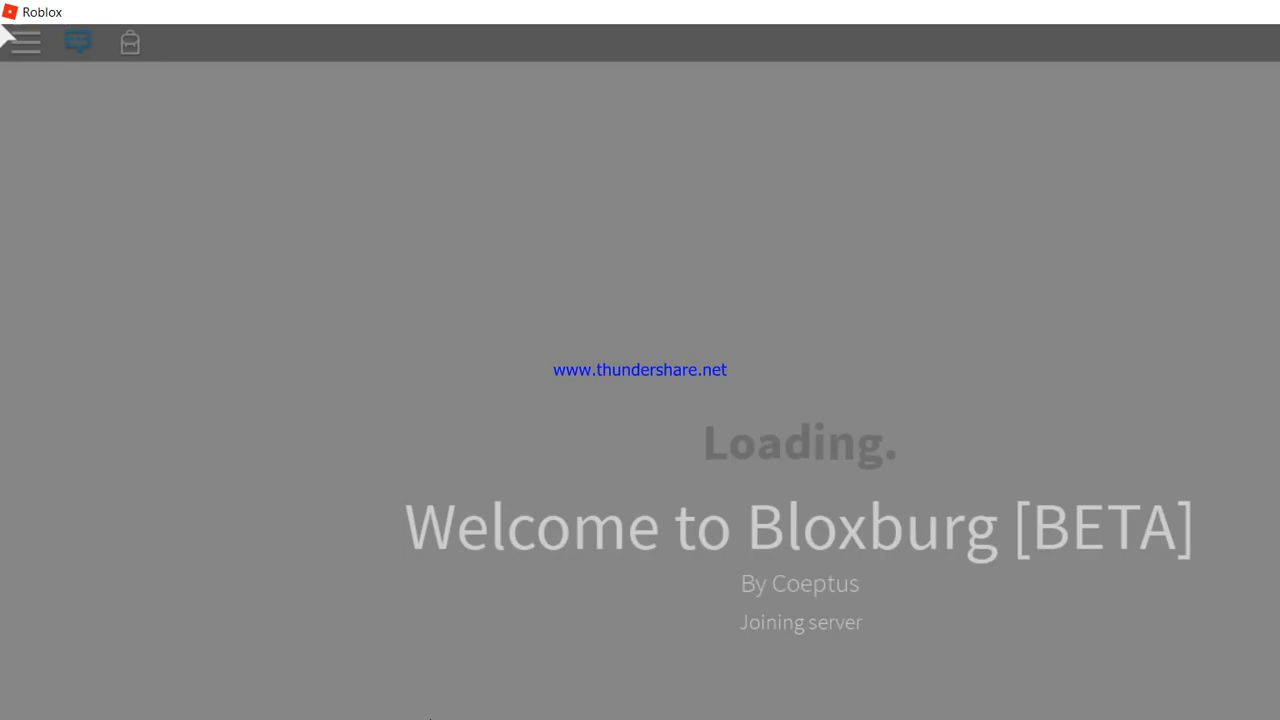 Roblox
www.thundershare.net
Loading.
Welcome to Bloxburg [BETA]
By Coeptus
Joining server